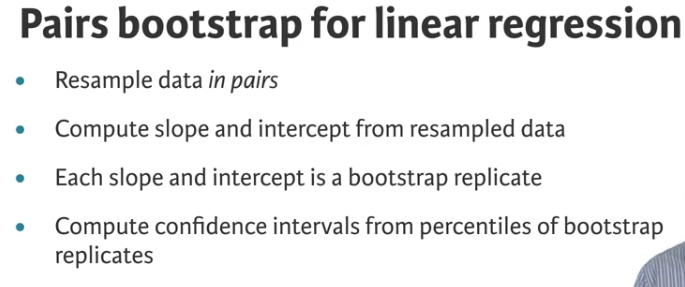 Pairs bootstrap for linear regression
• Resample data in pairs
• Compute slope and intercept from resampled data
• Each slope and intercept is a bootstrap replicate
• Compute confidence intervals from percentiles of bootstrap
replicates